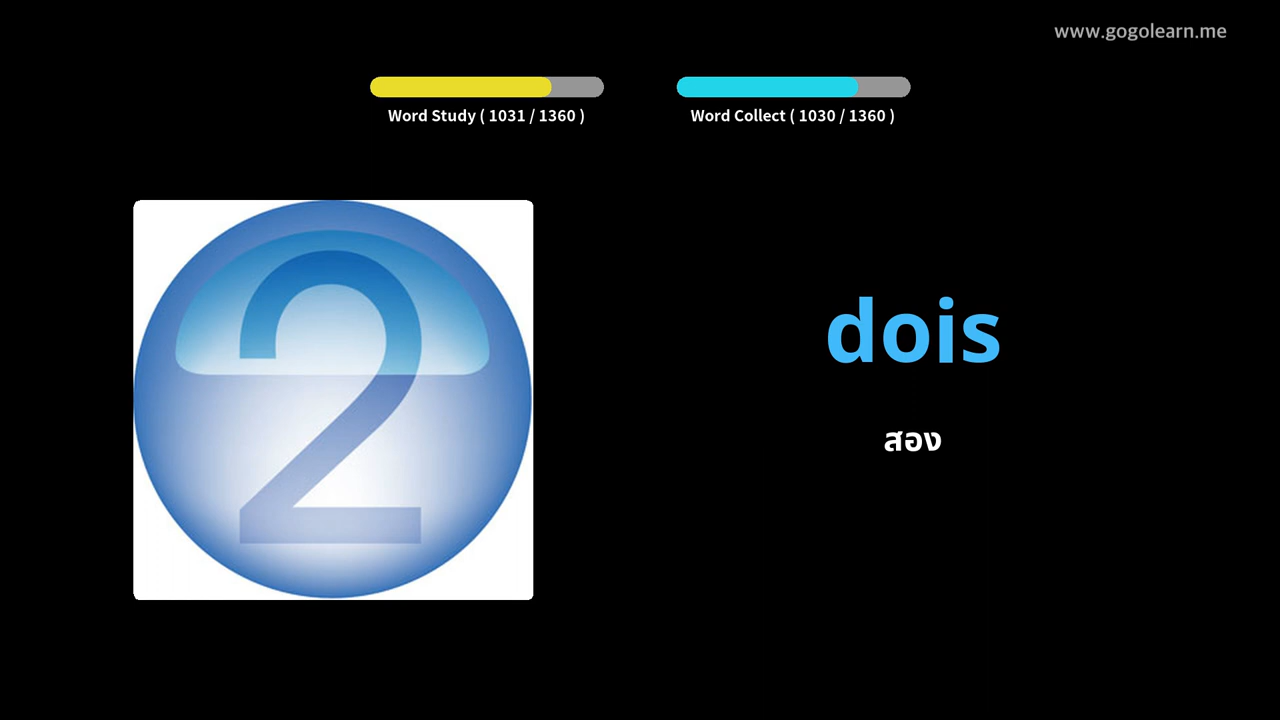 www.gogolearn.me
Word Study ( 1031 / 1360 )
Word Collect ( 1030 / 1360 )
2
dois
สอง